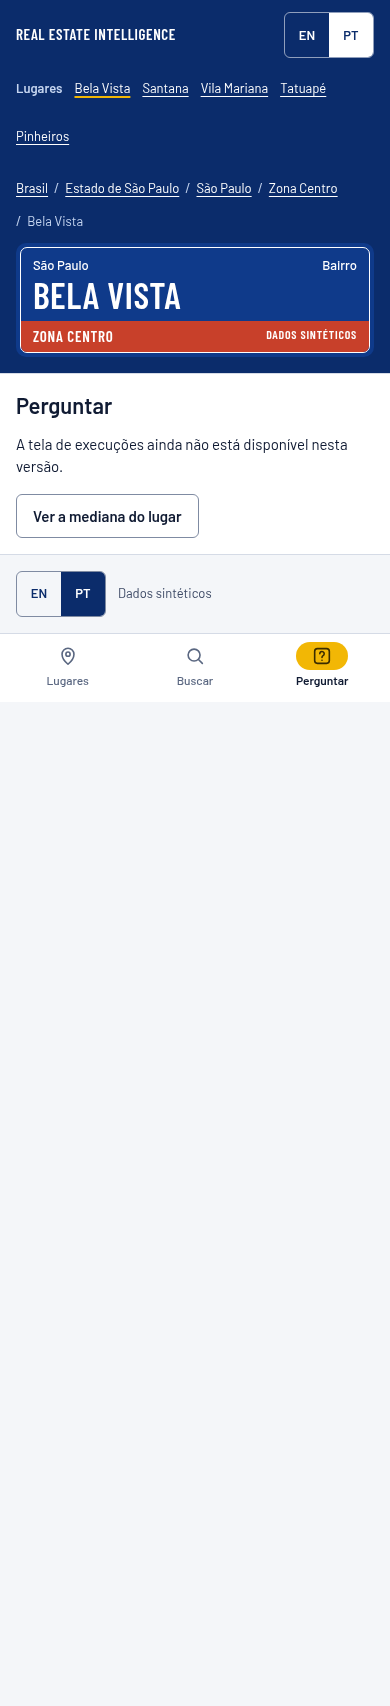 REAL ESTATE INTELLIGENCE
EN PT
Lugares Bela Vista Santana Vila Mariana Tatuapé
Pinheiros
Brasil / Estado de São Paulo / São Paulo / Zona Centro
/ Bela Vista
São Paulo Bairro
BELA VISTA
ZONA CENTRO DADOS SINTÉTICOS
Perguntar
A tela de execuções ainda não está disponível nesta
versão.
Ver a mediana do lugar
EN PT Dados sintéticos
Lugares Buscar Perguntar